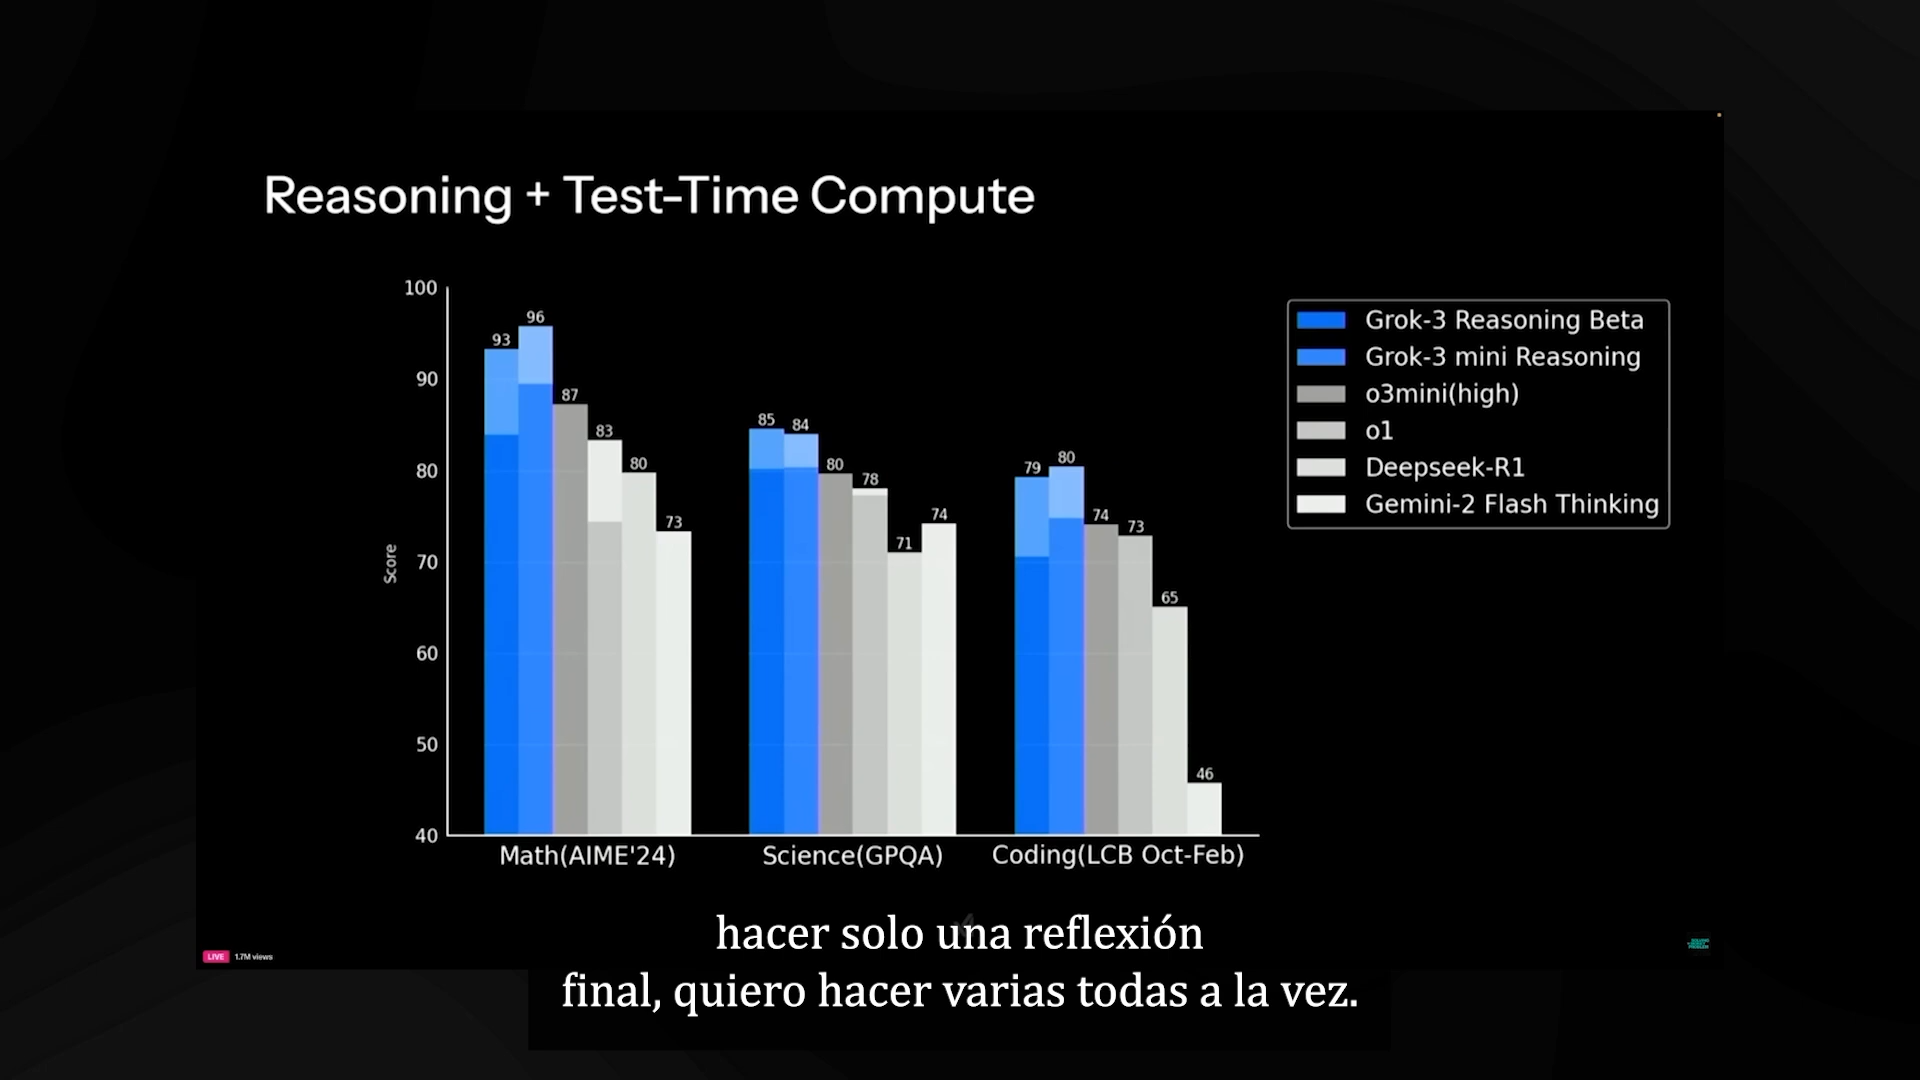 Reasoning + Test-Time Compute
100
90
80
70
60
50
40
Score
93
96
87
83
80
73
85
84
80
78
71
74
79
80
74
73
65
46
Math(AIME'24)
Science(GPQA)
Coding(LCB Oct-Feb)
Grok-3 Reasoning Beta
Grok-3 mini Reasoning
o3mini(high)
o1
Deepseek-R1
Gemini-2 Flash Thinking
hacer solo una reflexión
final, quiero hacer varias todas a la vez.
LIVE 1.7M views